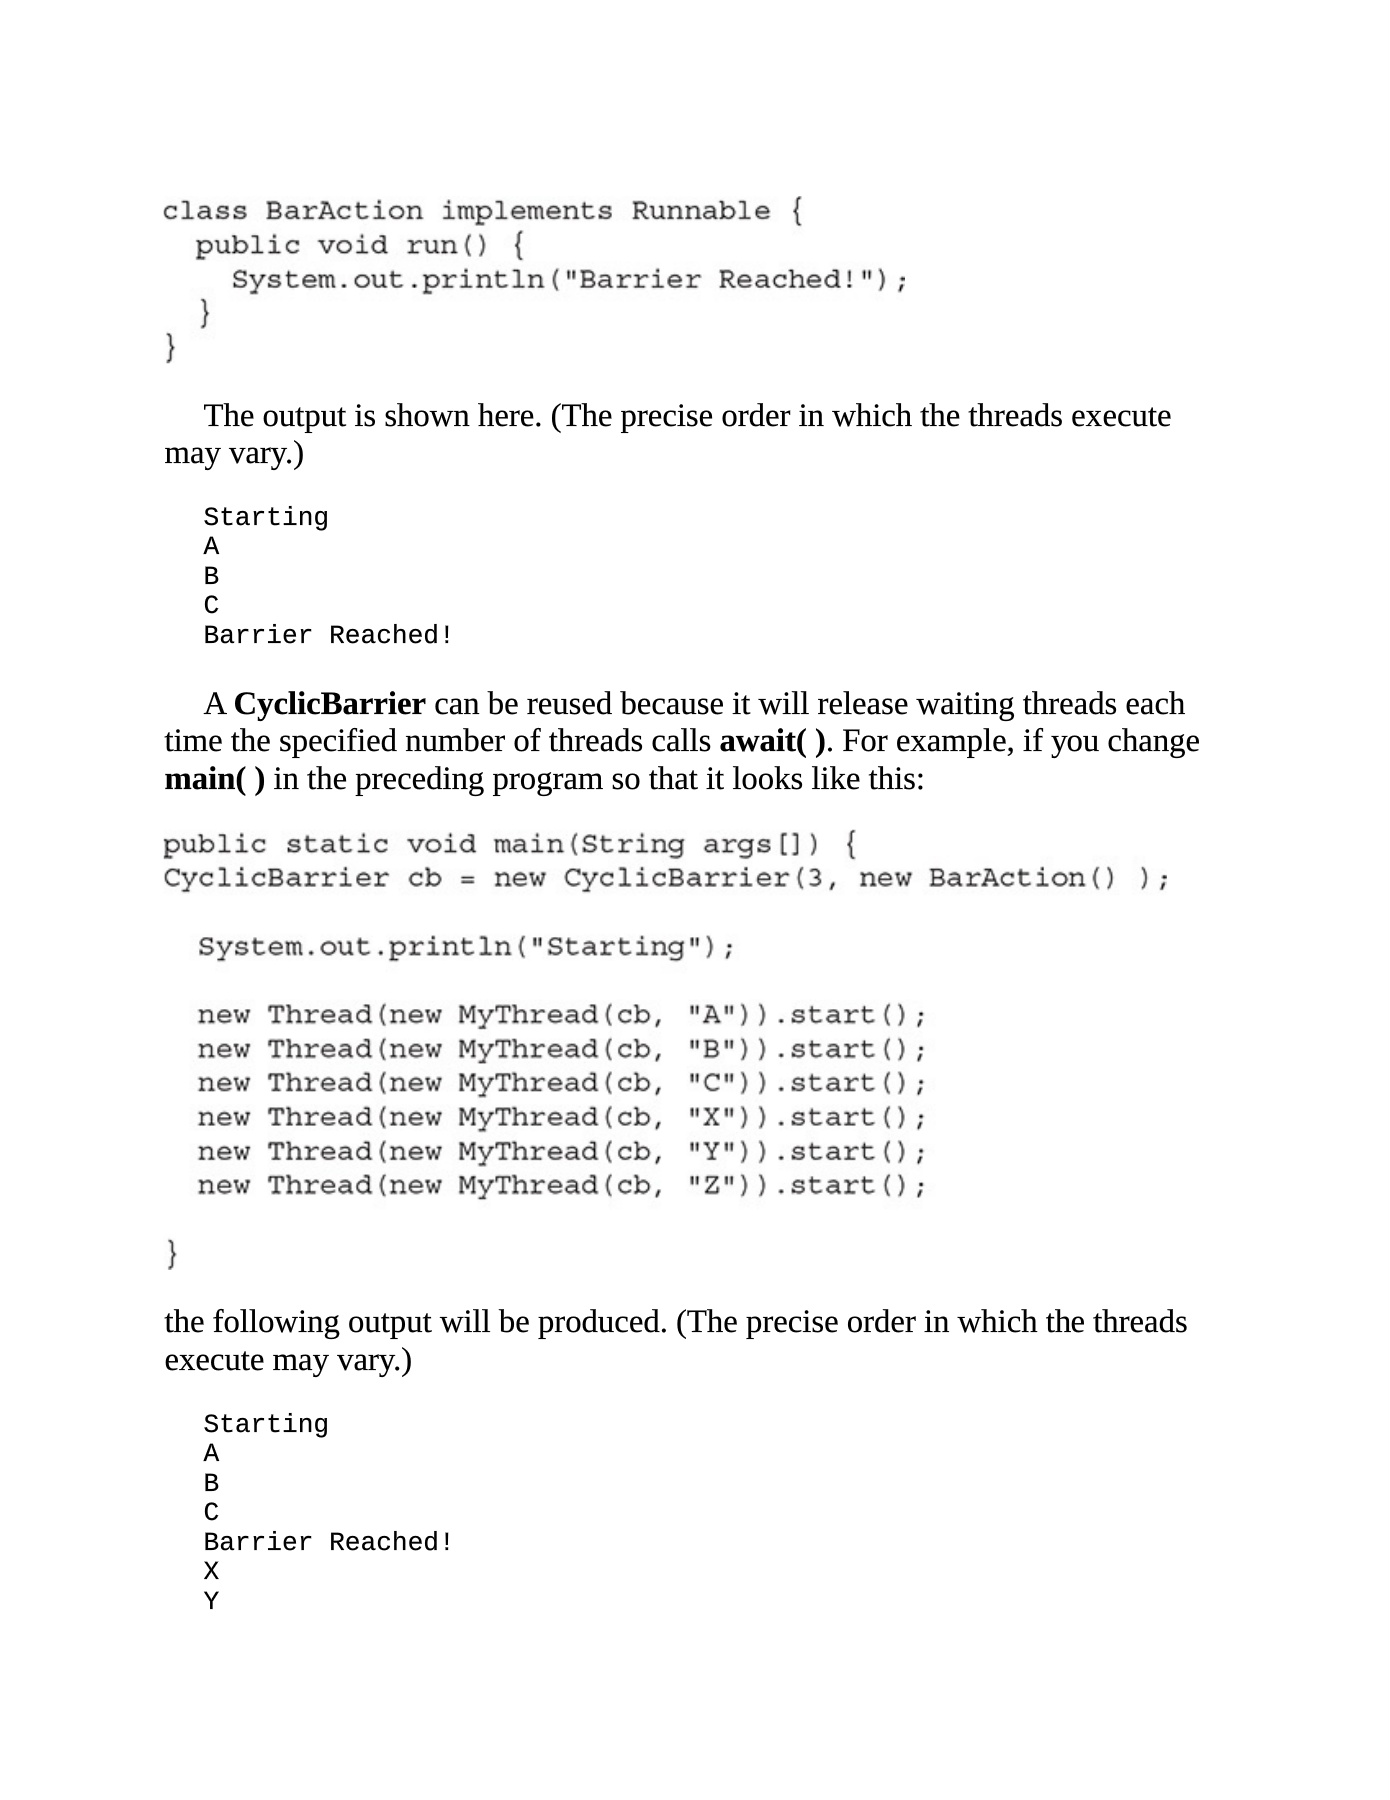 class BarAction implements Runnable {
  public void run() {
    System.out.println("Barrier Reached!");
  }
}
The output is shown here. (The precise order in which the threads execute
may vary.)
Starting
A
B
C
Barrier Reached!
A CyclicBarrier can be reused because it will release waiting threads each
time the specified number of threads calls await( ). For example, if you change
main( ) in the preceding program so that it looks like this:
public static void main(String args[]) {
CyclicBarrier cb = new CyclicBarrier(3, new BarAction() );
  System.out.println("Starting");
  new Thread(new MyThread(cb, "A")).start();
  new Thread(new MyThread(cb, "B")).start();
  new Thread(new MyThread(cb, "C")).start();
  new Thread(new MyThread(cb, "X")).start();
  new Thread(new MyThread(cb, "Y")).start();
  new Thread(new MyThread(cb, "Z")).start();
}
the following output will be produced. (The precise order in which the threads
execute may vary.)
Starting
A
B
C
Barrier Reached!
X
Y